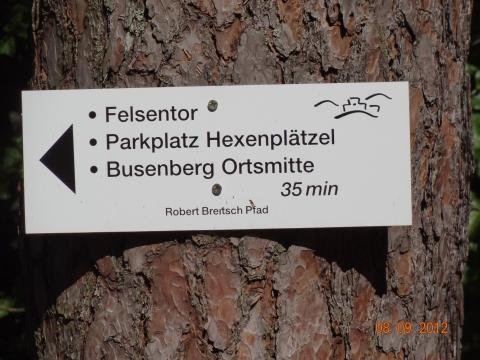 • Felsentor
• Parkplatz Hexenplätzel
• Busenberg Ortsmitte
35 min
Robert Breitsch Pfad
08.09.2012